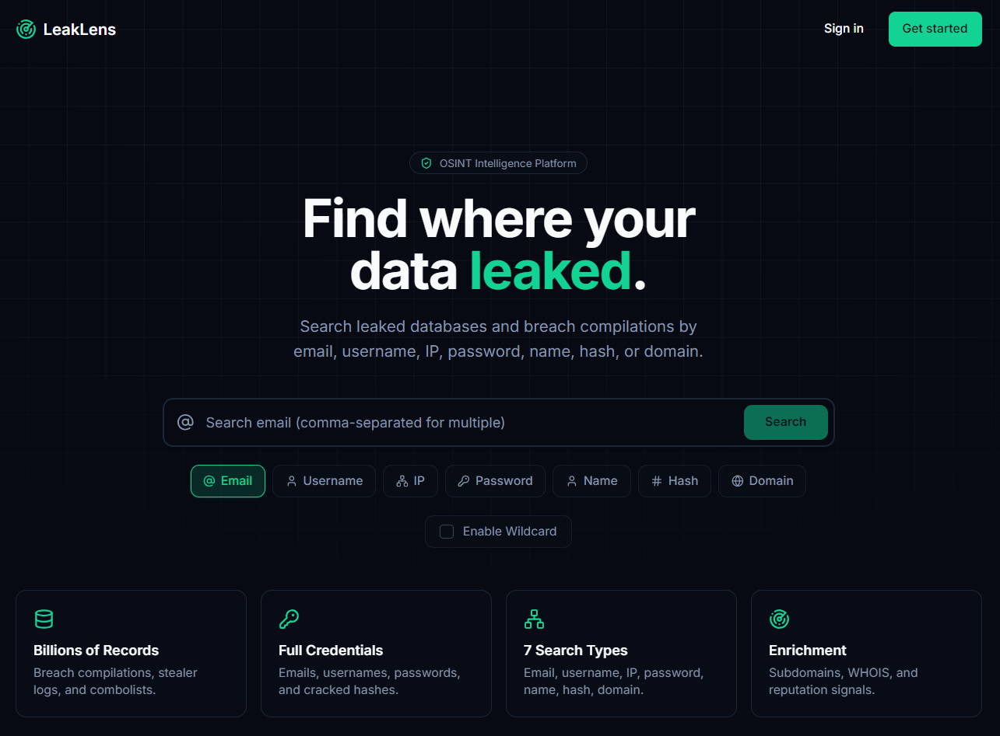 LeakLens
Sign in
Get started
OSINT Intelligence Platform
Find where your
data leaked.
Search leaked databases and breach compilations by
email, username, IP, password, name, hash, or domain.
Search email (comma-separated for multiple)
Search
Email
Username
IP
Password
Name
Hash
Domain
Enable Wildcard
Billions of Records
Breach compilations, stealer
logs, and combolists.
Full Credentials
Emails, usernames, passwords,
and cracked hashes.
7 Search Types
Email, username, IP, password,
name, hash, domain.
Enrichment
Subdomains, WHOIS, and
reputation signals.